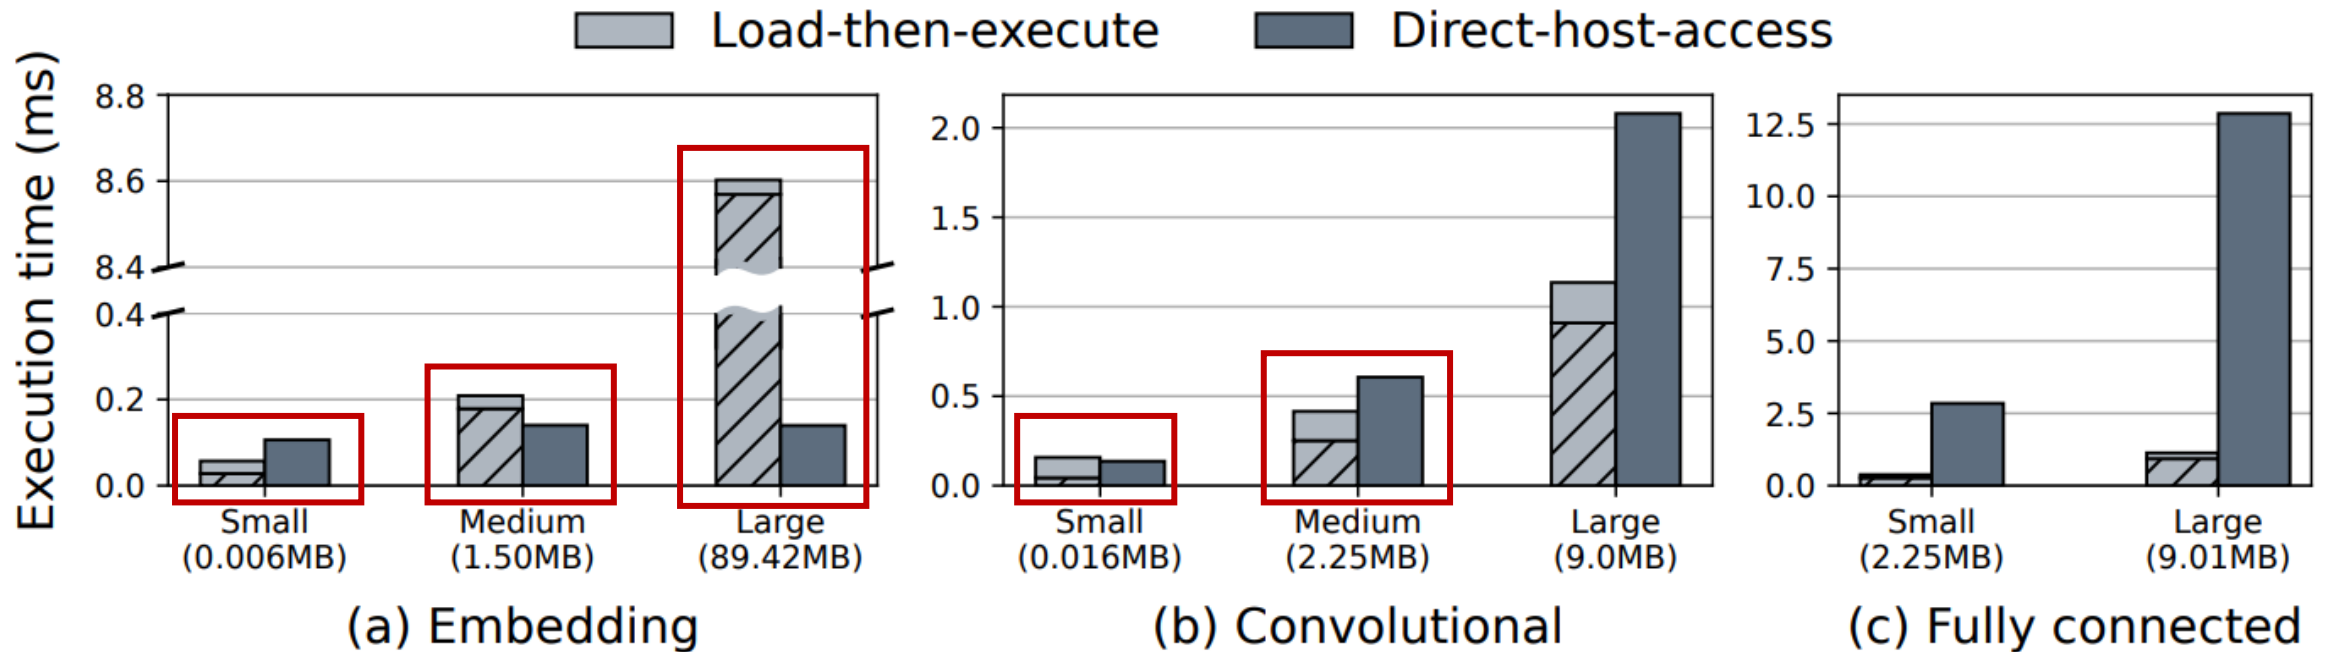 Load-then-execute Direct-host-access
Execution time (ms)
8.8
8.6
8.4
0.4
0.2
0.0
Small Medium Large
(0.006MB) (1.50MB) (89.42MB)
(a) Embedding
2.0
1.5
1.0
0.5
0.0
Small Medium Large
(0.016MB) (2.25MB) (9.0MB)
(b) Convolutional
12.5
10.0
7.5
5.0
2.5
0.0
Small Large
(2.25MB) (9.01MB)
(c) Fully connected